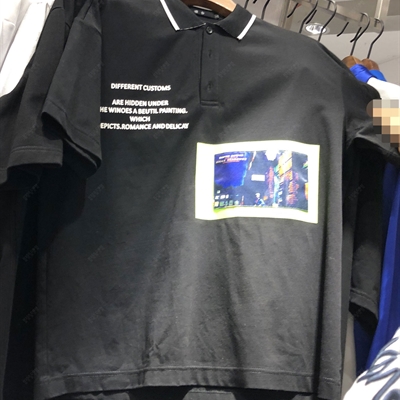 DIFFERENT CUSTOMS
ARE HIDDEN UNDER
HE WINOES A BEUTIL PAINTING.
WHICH
EPICTS.ROMANCE AND DELICAY